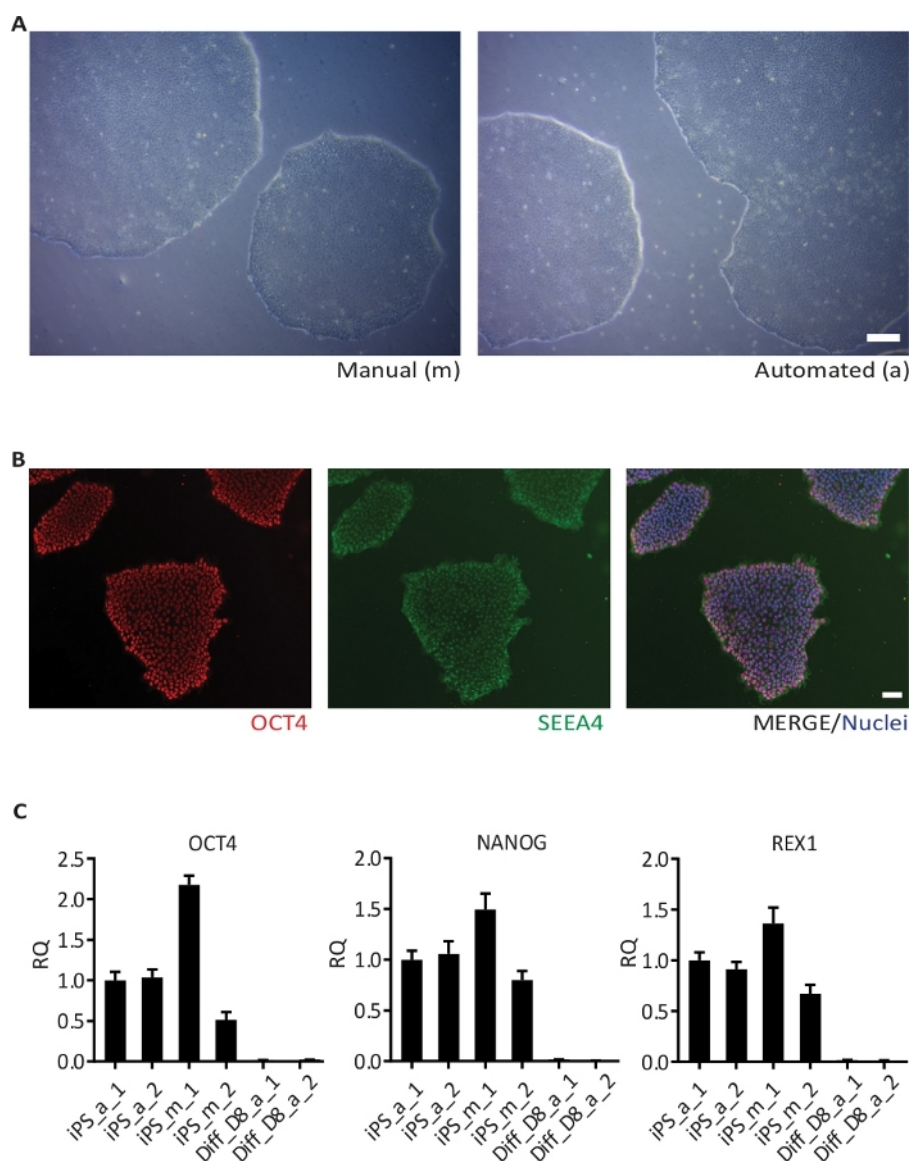 A
Manual (m)
Automated (a)
B
OCT4
SEEA4
MERGE/Nuclei
C
OCT4
NANOG
REX1
RQ
2.5
2.0
1.5
1.0
0.5
0.0
iPS_a_1
iPS_a_2
iPS_m_1
iPS_m_2
Diff_D8_a_1
Diff_D8_a_2
RQ
2.0
1.5
1.0
0.5
0.0
iPS_a_1
iPS_a_2
iPS_m_1
iPS_m_2
Diff_D8_a_1
Diff_D8_a_2
RQ
2.0
1.5
1.0
0.5
0.0
iPS_a_1
iPS_a_2
iPS_m_1
iPS_m_2
Diff_D8_a_1
Diff_D8_a_2